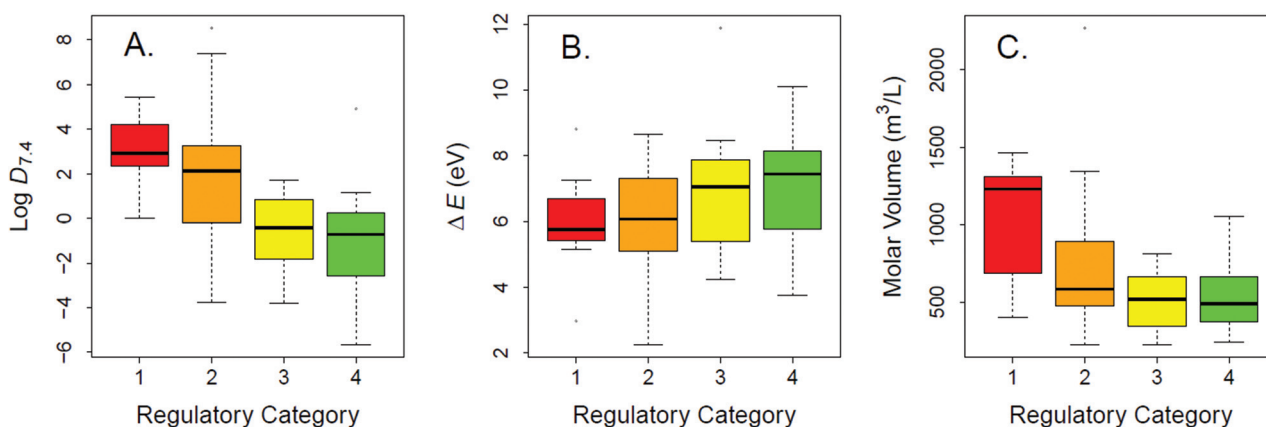 A.
Log D7.4
8
6
4
2
0
−2
−4
−6
1 2 3 4
Regulatory Category
B.
Δ E (eV)
12
10
8
6
4
2
1 2 3 4
Regulatory Category
C.
Molar Volume (m³/L)
2000
1500
1000
500
1 2 3 4
Regulatory Category